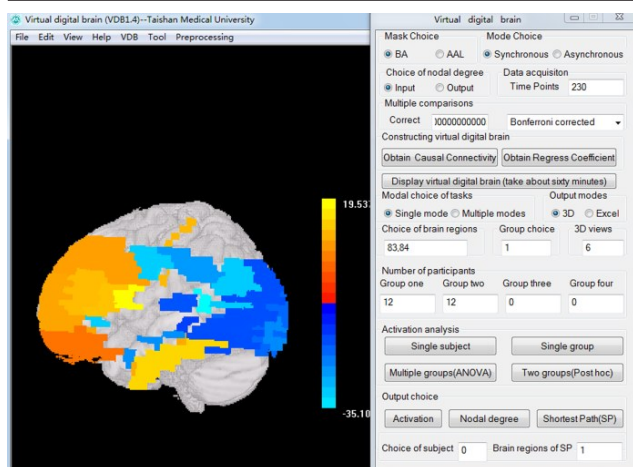 Virtual digital brain (VDB1.4)--Taishan Medical University
File Edit View Help VDB Tool Preprocessing
19.537
-35.10
Virtual digital brain
Mask Choice Mode Choice
BA AAL Synchronous Asynchronous
Choice of nodal degree Data acquisiton
Input Output Time Points 230
Multiple comparisons
Correct )0000000000 Bonferroni corrected
Constructing virtual digital brain
Obtain Causal Connectivity Obtain Regress Coefficient
Display virtual digital brain (take about sixty minutes)
Modal choice of tasks Output modes
Single mode Multiple modes 3D Excel
Choice of brain regions Group choice 3D views
83,84 1 6
Number of participants
Group one Group two Group three Group four
12 12 0 0
Activation analysis
Single subject Single group
Multiple groups(ANOVA) Two groups(Post hoc)
Output choice
Activation Nodal degree Shortest Path(SP)
Choice of subject 0 Brain regions of SP 1